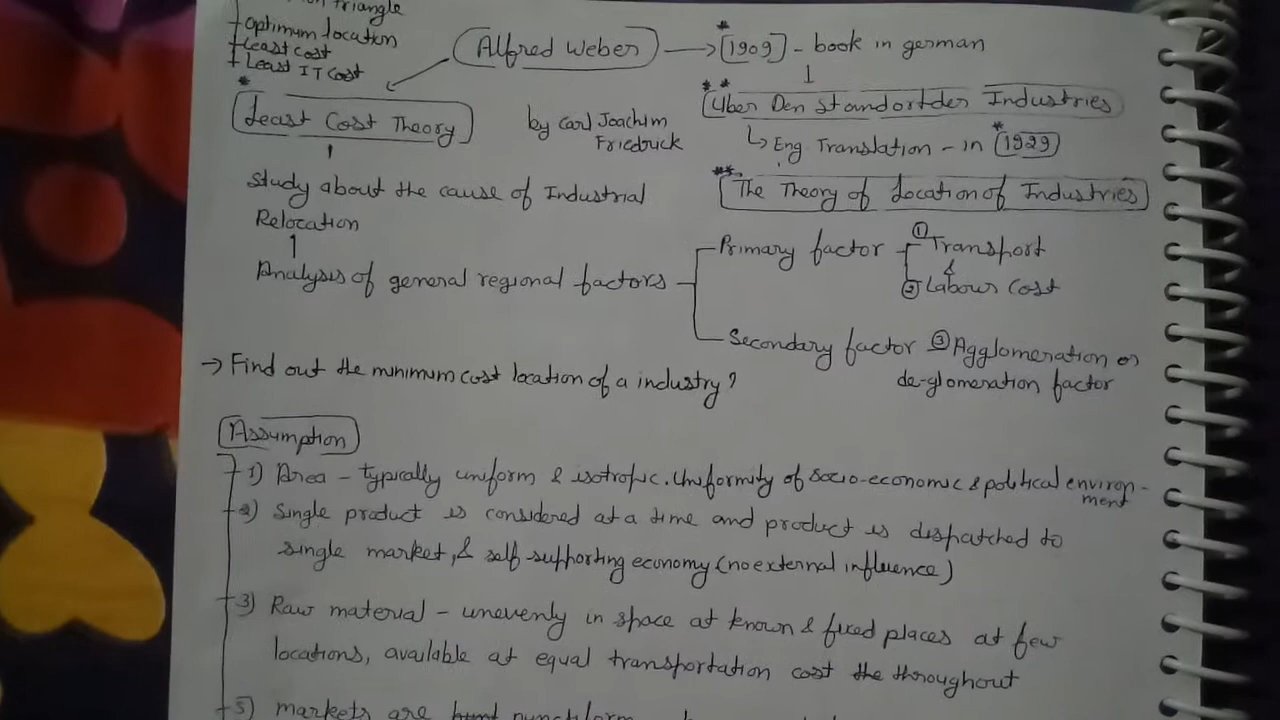 Triangle
Optimum location
Least cost
Least IT cost
Alfred Weber → * [1909] - book in german
** Uber Den Standortder Industries
↳ Eng Translation - in * [1929]
by Carl Joachim
Friedrick
** The Theory of Location of Industries
* Least Cost Theory
Study about the cause of Industrial
Relocation
Analysis of general regional factors
Primary factor ① Transport
&
② Labour cost
Secondary factor ③ Agglomeration or
de-glomeration factor
→ Find out the minimum cost location of a industry?
Assumption
1) Area - typically uniform & isotrofic. Uniformity of socio-economic & political environ-
ment
2) Single product is considered at a time and product is dispatched to
single market, & self supporting economy (no external influence)
3) Raw material - unevenly in space at known & fixed places at few
locations, available at equal transportation cost the throughout
5) markets are